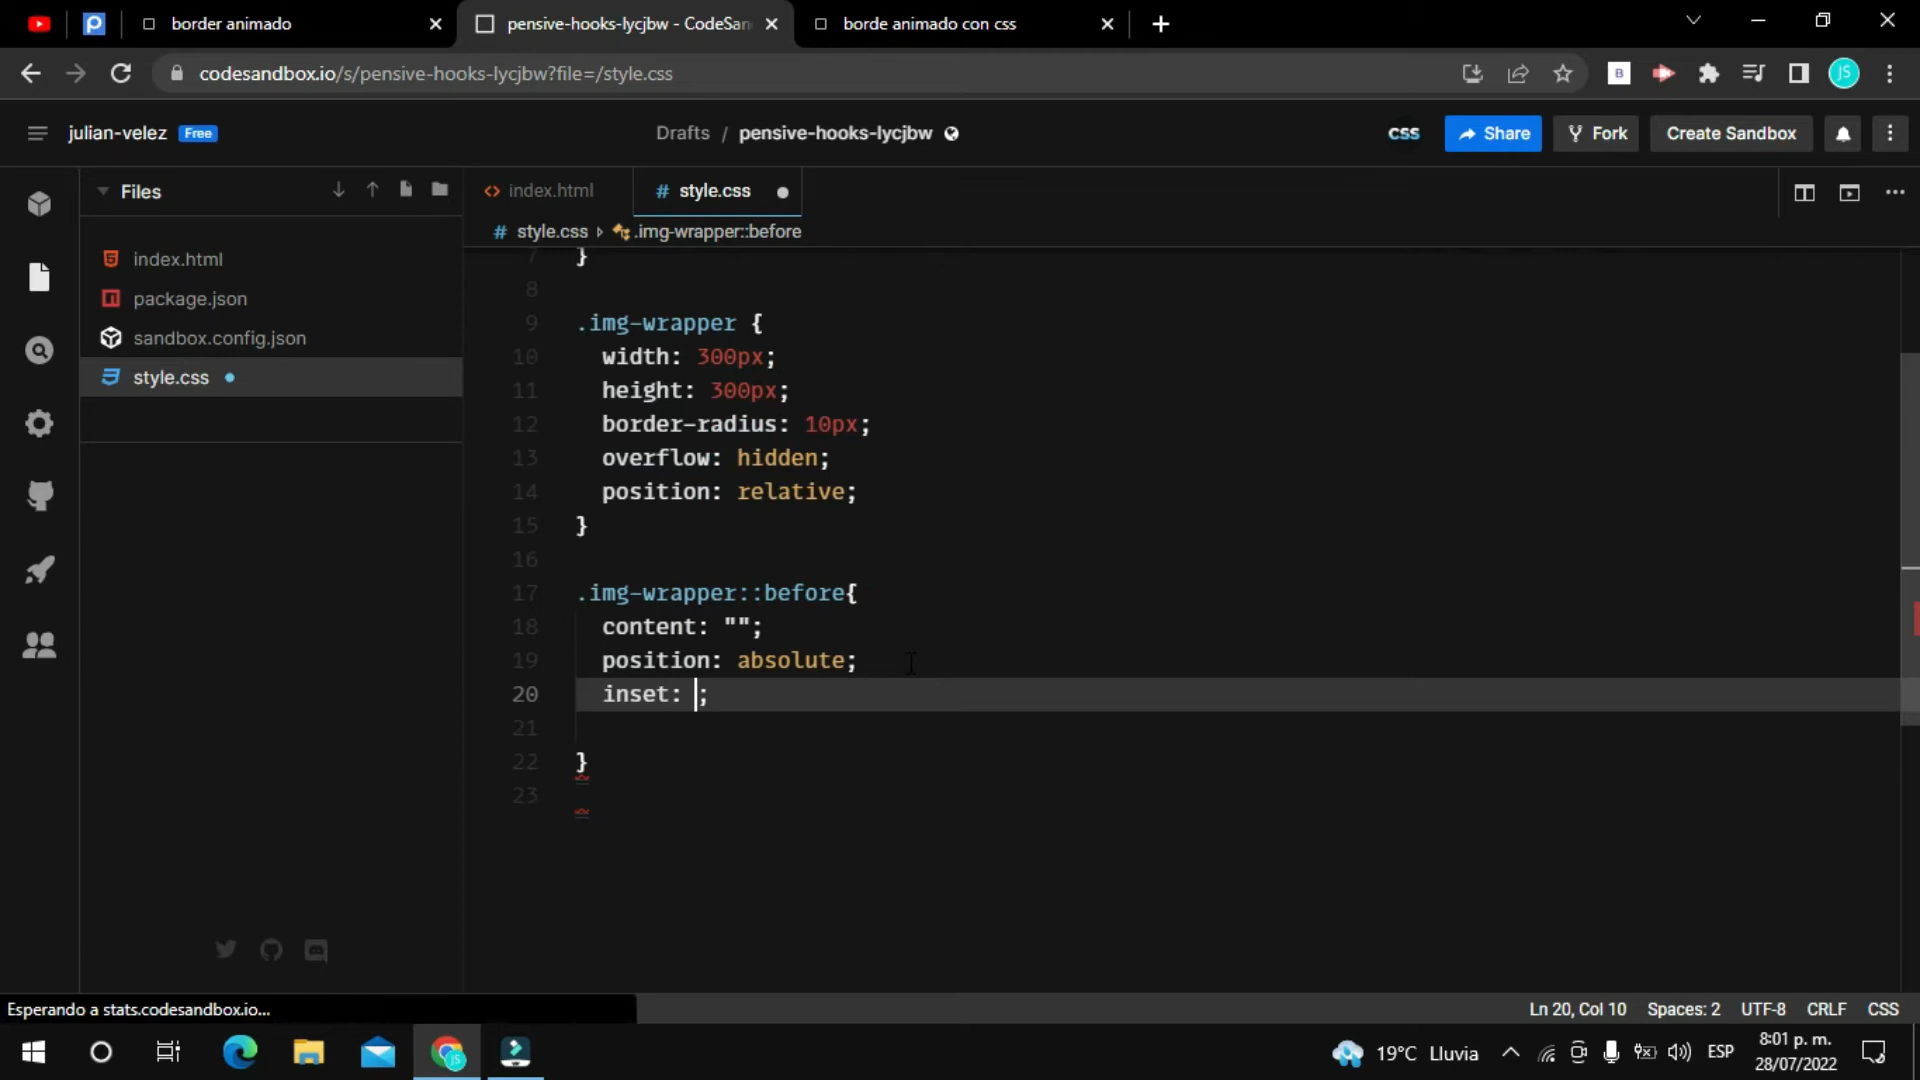 border animado
pensive-hooks-lycjbw - CodeSan
borde animado con css
codesandbox.io/s/pensive-hooks-lycjbw?file=/style.css
B
JS
julian-velez Free
Drafts / pensive-hooks-lycjbw
CSS
Share
Fork
Create Sandbox
Files
index.html
# style.css
# style.css .img-wrapper::before
index.html
package.json
sandbox.config.json
style.css
7 }
8
9 .img-wrapper {
10 width: 300px;
11 height: 300px;
12 border-radius: 10px;
13 overflow: hidden;
14 position: relative;
15 }
16
17 .img-wrapper::before{
18 content: "";
19 position: absolute;
20 inset: ;
21
22 }
23
Esperando a stats.codesandbox.io...
Ln 20, Col 10 Spaces: 2 UTF-8 CRLF CSS
19°C Lluvia
ESP
8:01 p. m.
28/07/2022